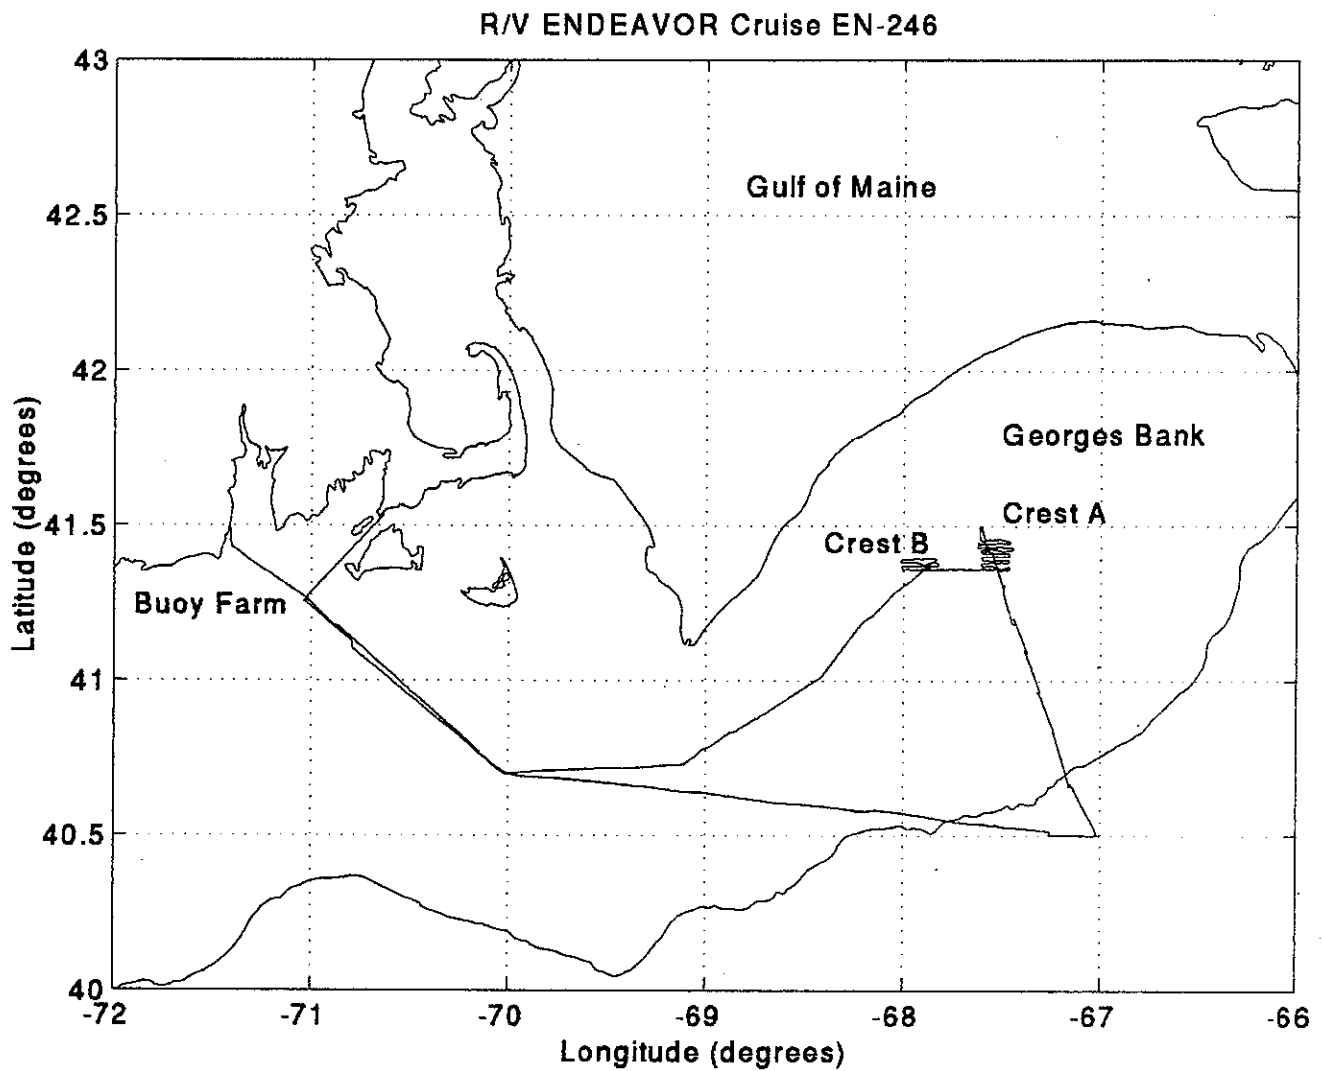 R/V ENDEAVOR Cruise EN-246
43
Gulf of Maine
42.5
42
Georges Bank
41.5
Crest A
Crest B
Buoy Farm
41
40.5
40
Latitude (degrees)
-72 -71 -70 -69 -68 -67 -66
Longitude (degrees)